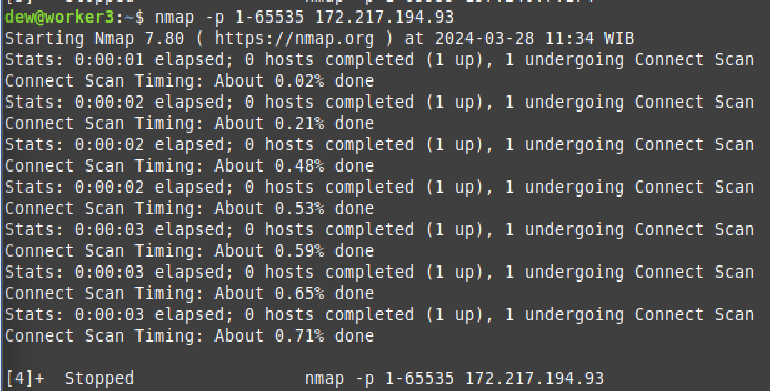 dew@worker3:~$ nmap -p 1-65535 172.217.194.93
Starting Nmap 7.80 ( https://nmap.org ) at 2024-03-28 11:34 WIB
Stats: 0:00:01 elapsed; 0 hosts completed (1 up), 1 undergoing Connect Scan
Connect Scan Timing: About 0.02% done
Stats: 0:00:02 elapsed; 0 hosts completed (1 up), 1 undergoing Connect Scan
Connect Scan Timing: About 0.21% done
Stats: 0:00:02 elapsed; 0 hosts completed (1 up), 1 undergoing Connect Scan
Connect Scan Timing: About 0.48% done
Stats: 0:00:02 elapsed; 0 hosts completed (1 up), 1 undergoing Connect Scan
Connect Scan Timing: About 0.53% done
Stats: 0:00:03 elapsed; 0 hosts completed (1 up), 1 undergoing Connect Scan
Connect Scan Timing: About 0.59% done
Stats: 0:00:03 elapsed; 0 hosts completed (1 up), 1 undergoing Connect Scan
Connect Scan Timing: About 0.65% done
Stats: 0:00:03 elapsed; 0 hosts completed (1 up), 1 undergoing Connect Scan
Connect Scan Timing: About 0.71% done
[4]+  Stopped                 nmap -p 1-65535 172.217.194.93